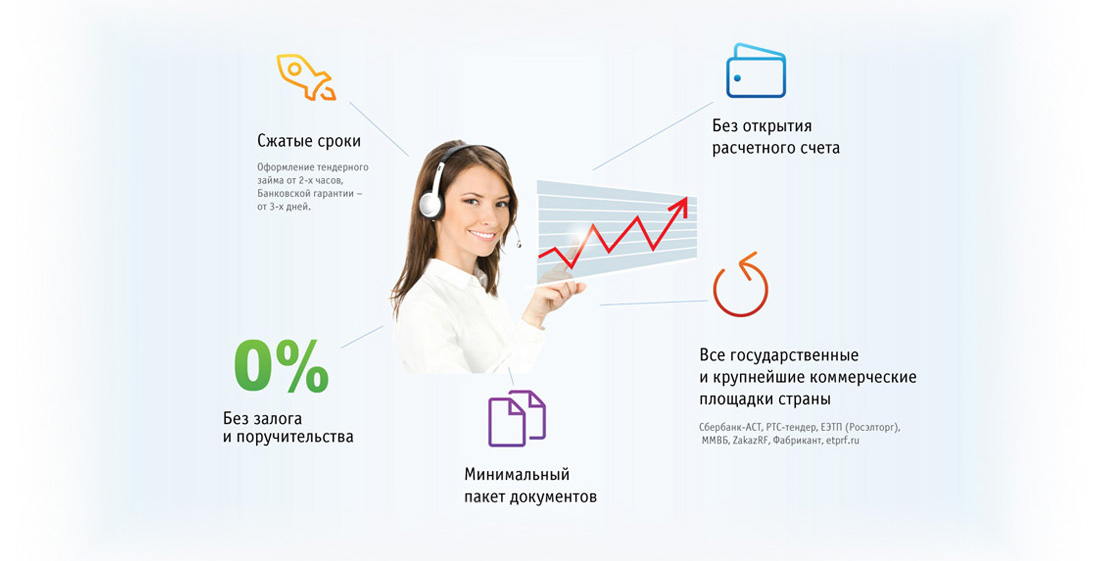 Сжатые сроки
Оформление тендерного
займа от 2-х часов,
Банковской гарантии –
от 3-х дней.
Без открытия
расчетного счета
0%
Без залога
и поручительства
Все государственные
и крупнейшие коммерческие
площадки страны
Сбербанк-АСТ, РТС-тендер, ЕЭТП (Росэлторг),
ММВБ, ZakazRF, Фабрикант, etprf.ru
Минимальный
пакет документов